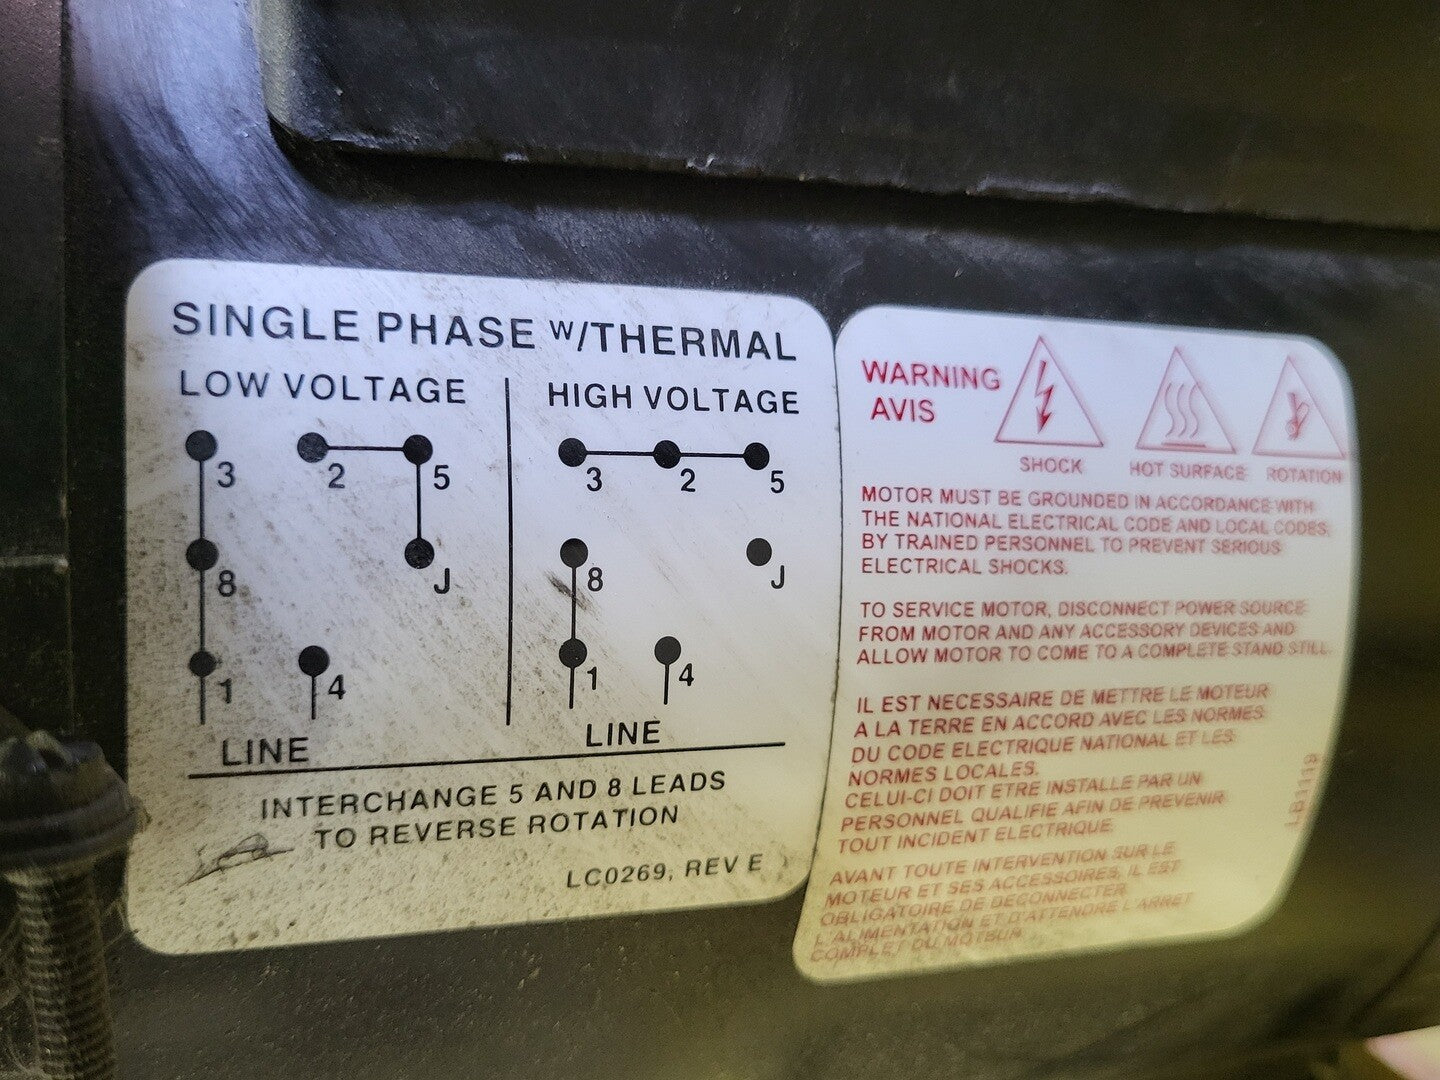 SINGLE PHASE W/THERMAL
LOW VOLTAGE
3
2
5
8
J
1
4
LINE
HIGH VOLTAGE
3
2
5
8
J
1
4
LINE
INTERCHANGE 5 AND 8 LEADS
TO REVERSE ROTATION
LC0269, REV E
WARNING
AVIS
SHOCK
HOT SURFACE
ROTATION
MOTOR MUST BE GROUNDED IN ACCORDANCE WITH
THE NATIONAL ELECTRICAL CODE AND LOCAL CODES,
BY TRAINED PERSONNEL TO PREVENT SERIOUS
ELECTRICAL SHOCKS.
TO SERVICE MOTOR, DISCONNECT POWER SOURCE
FROM MOTOR AND ANY ACCESSORY DEVICES AND
ALLOW MOTOR TO COME TO A COMPLETE STAND STILL.
IL EST NECESSAIRE DE METTRE LE MOTEUR
A LA TERRE EN ACCORD AVEC LES NORMES
DU CODE ELECTRIQUE NATIONAL ET LES
NORMES LOCALES.
CELUI-CI DOIT ETRE INSTALLE PAR UN
PERSONNEL QUALIFIE AFIN DE PREVENIR
TOUT INCIDENT ELECTRIQUE.
AVANT TOUTE INTERVENTION SUR LE
MOTEUR ET SES ACCESSOIRES, IL EST
OBLIGATOIRE DE DECONNECTER
L'ALIMENTATION ET D'ATTENDRE L'ARRET
COMPLET DU MOTEUR
LB1119